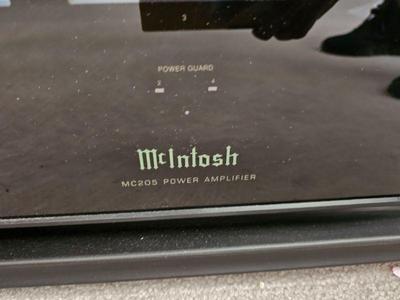 3
POWER GUARD
2 4
McIntosh
MC205 POWER AMPLIFIER